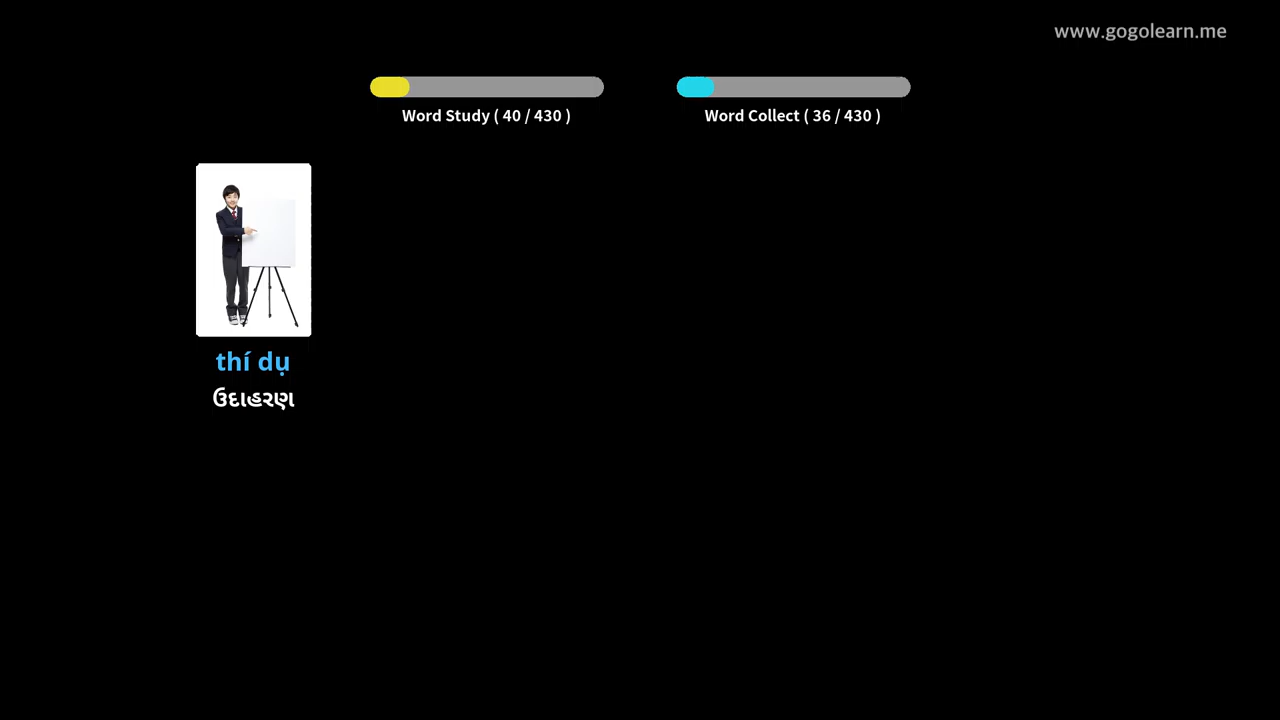 www.gogolearn.me
Word Study ( 40 / 430 )
Word Collect ( 36 / 430 )
thí dụ
ઉદાહરણ